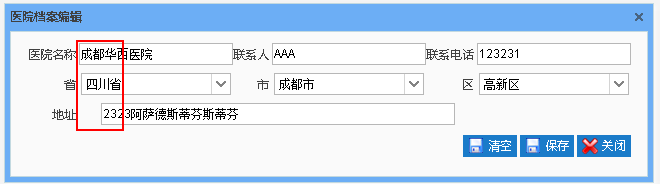 医院档案编辑
医院名称 成都华西医院 联系人 AAA 联系电话 123231
省 四川省 市 成都市 区 高新区
地址 2323阿萨德斯蒂芬斯蒂芬
清空 保存 关闭